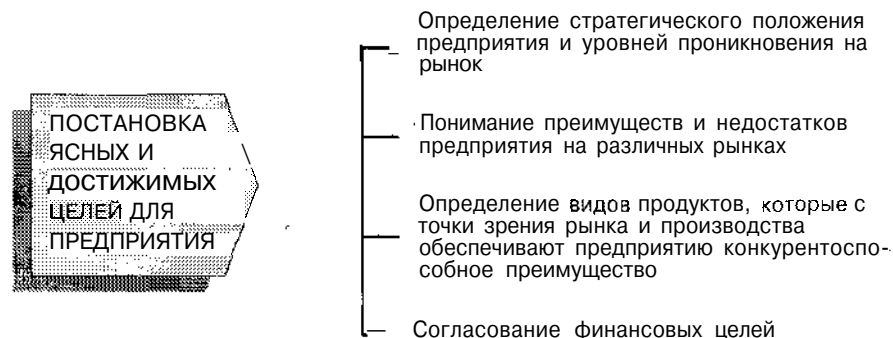 ПОСТАНОВКА
ЯСНЫХ И
ДОСТИЖИМЫХ
ЦЕЛЕЙ ДЛЯ
ПРЕДПРИЯТИЯ
Определение стратегического положения
предприятия и уровней проникновения на
рынок
Понимание преимуществ и недостатков
предприятия на различных рынках
Определение видов продуктов, которые с
точки зрения рынка и производства
обеспечивают предприятию конкурентоспо-
собное преимущество
Согласование финансовых целей